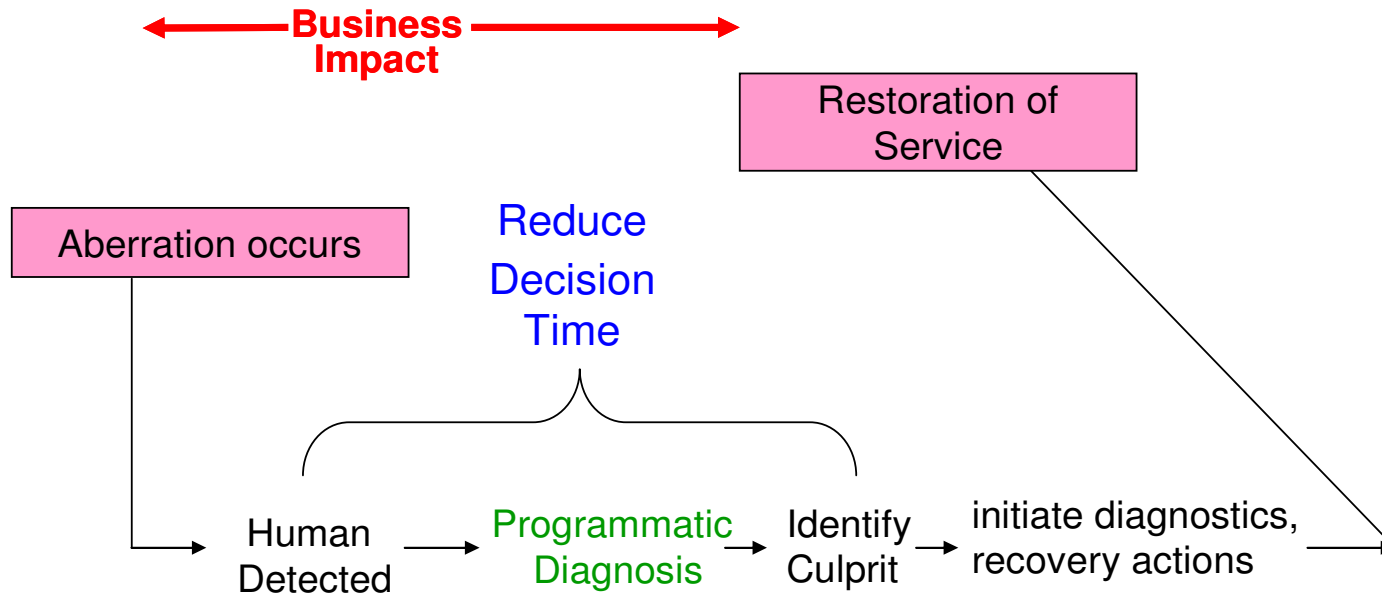 Business
Impact
Restoration of
Service
Aberration occurs
Reduce
Decision
Time
Human
Detected
Programmatic
Diagnosis
Identify
Culprit
initiate diagnostics,
recovery actions